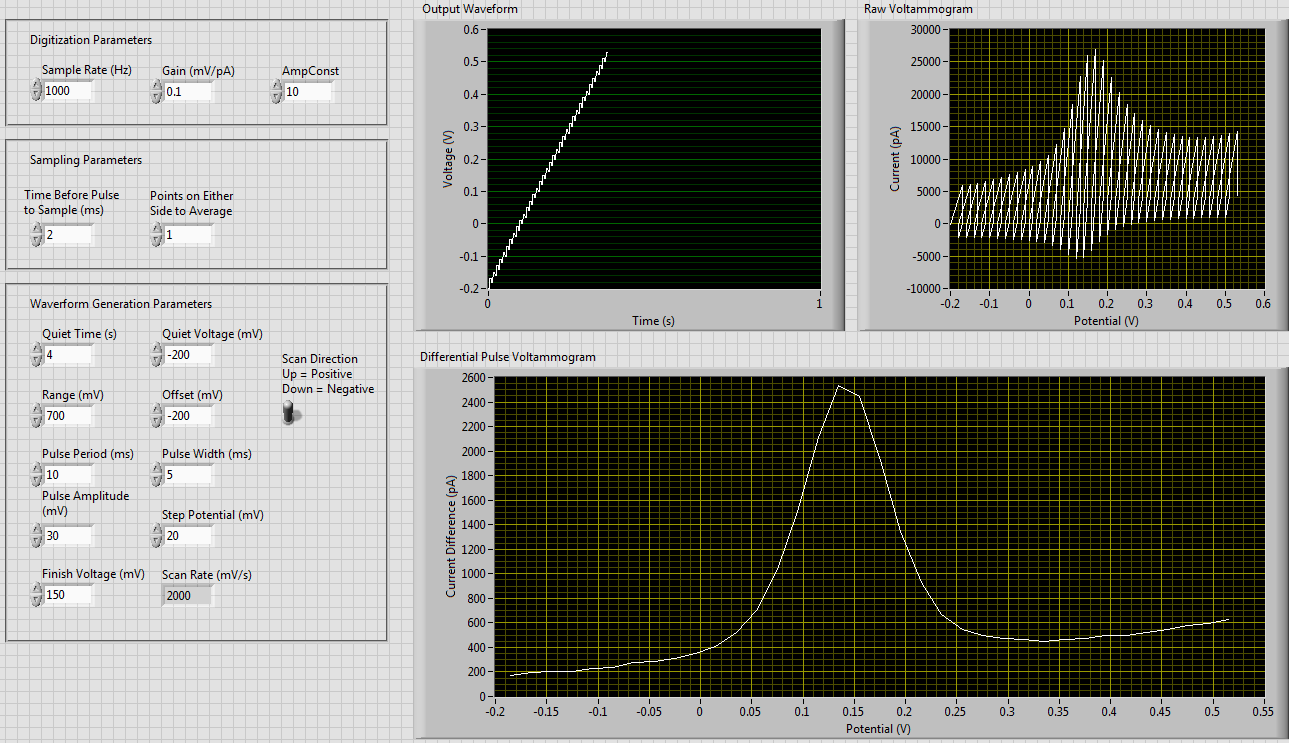 Digitization Parameters
Sample Rate (Hz)
1000
Gain (mV/pA)
0.1
AmpConst
10
Sampling Parameters
Time Before Pulse
to Sample (ms)
2
Points on Either
Side to Average
1
Waveform Generation Parameters
Quiet Time (s)
4
Quiet Voltage (mV)
-200
Scan Direction
Up = Positive
Down = Negative
Range (mV)
700
Offset (mV)
-200
Pulse Period (ms)
10
Pulse Width (ms)
5
Pulse Amplitude
(mV)
30
Step Potential (mV)
20
Finish Voltage (mV)
150
Scan Rate (mV/s)
2000
Output Waveform
Voltage (V)
0.6
0.5
0.4
0.3
0.2
0.1
0
-0.1
-0.2
0 1
Time (s)
Raw Voltammogram
Current (pA)
30000
25000
20000
15000
10000
5000
0
-5000
-10000
-0.2 -0.1 0 0.1 0.2 0.3 0.4 0.5 0.6
Potential (V)
Differential Pulse Voltammogram
Current Difference (pA)
2600
2400
2200
2000
1800
1600
1400
1200
1000
800
600
400
200
0
-0.2 -0.15 -0.1 -0.05 0 0.05 0.1 0.15 0.2 0.25 0.3 0.35 0.4 0.45 0.5 0.55
Potential (V)